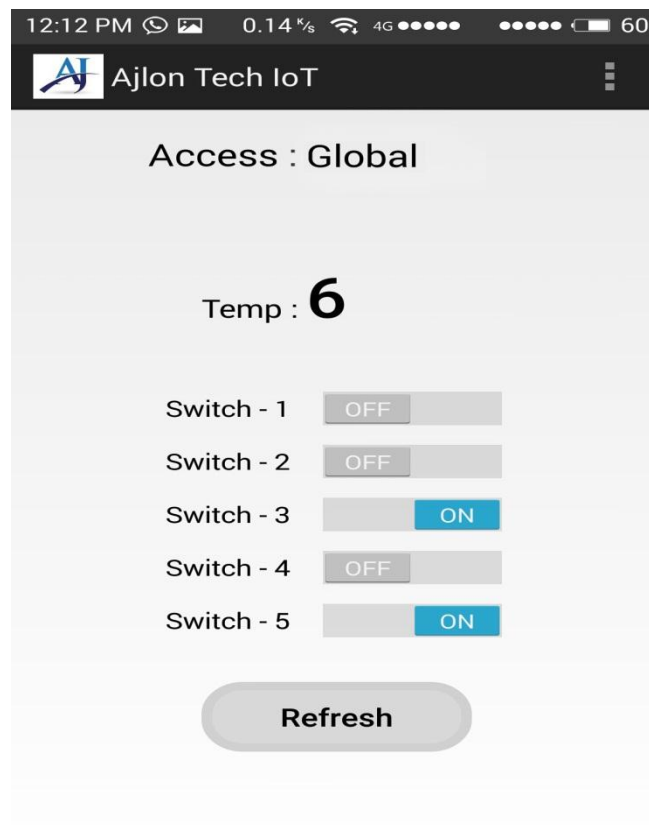 12:12 PM 0.14 K/s 4G 60
AJ Ajlon Tech IoT
Access : Global
Temp : 6
Switch - 1 OFF
Switch - 2 OFF
Switch - 3 ON
Switch - 4 OFF
Switch - 5 ON
Refresh